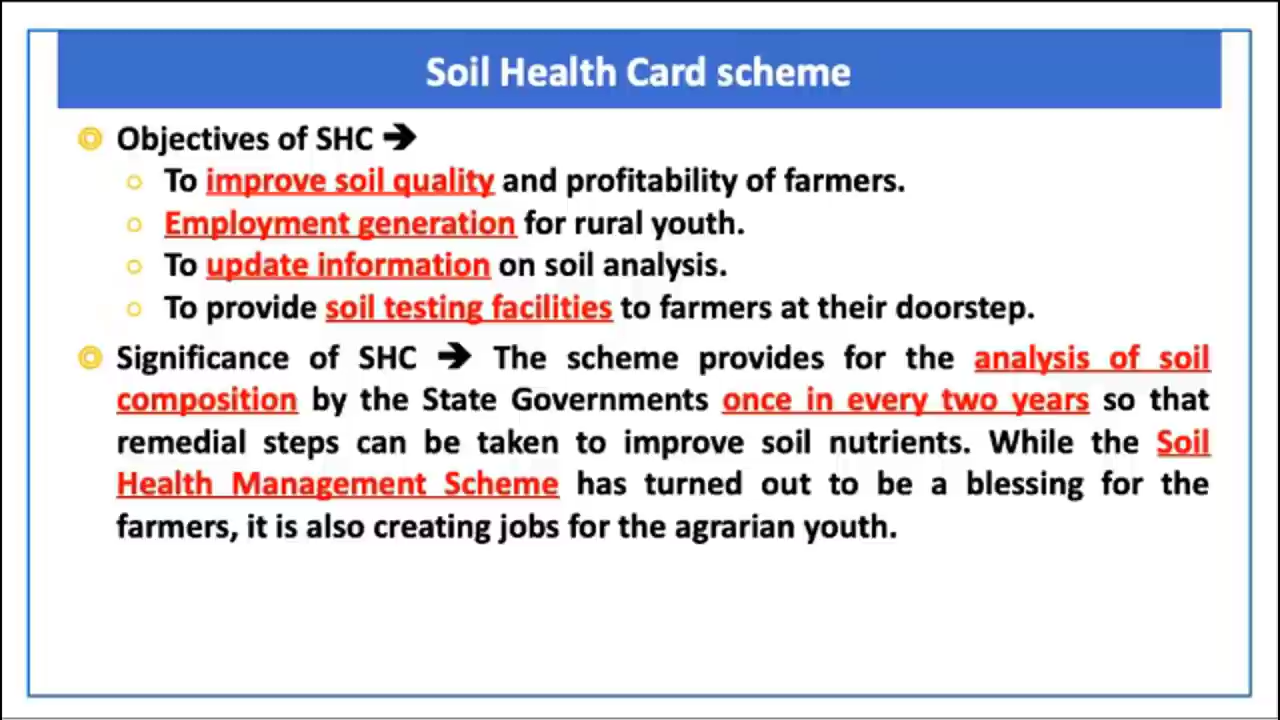 Soil Health Card scheme
Objectives of SHC ➔
To improve soil quality and profitability of farmers.
Employment generation for rural youth.
To update information on soil analysis.
To provide soil testing facilities to farmers at their doorstep.
Significance of SHC ➔ The scheme provides for the analysis of soil
composition by the State Governments once in every two years so that
remedial steps can be taken to improve soil nutrients. While the Soil
Health Management Scheme has turned out to be a blessing for the
farmers, it is also creating jobs for the agrarian youth.